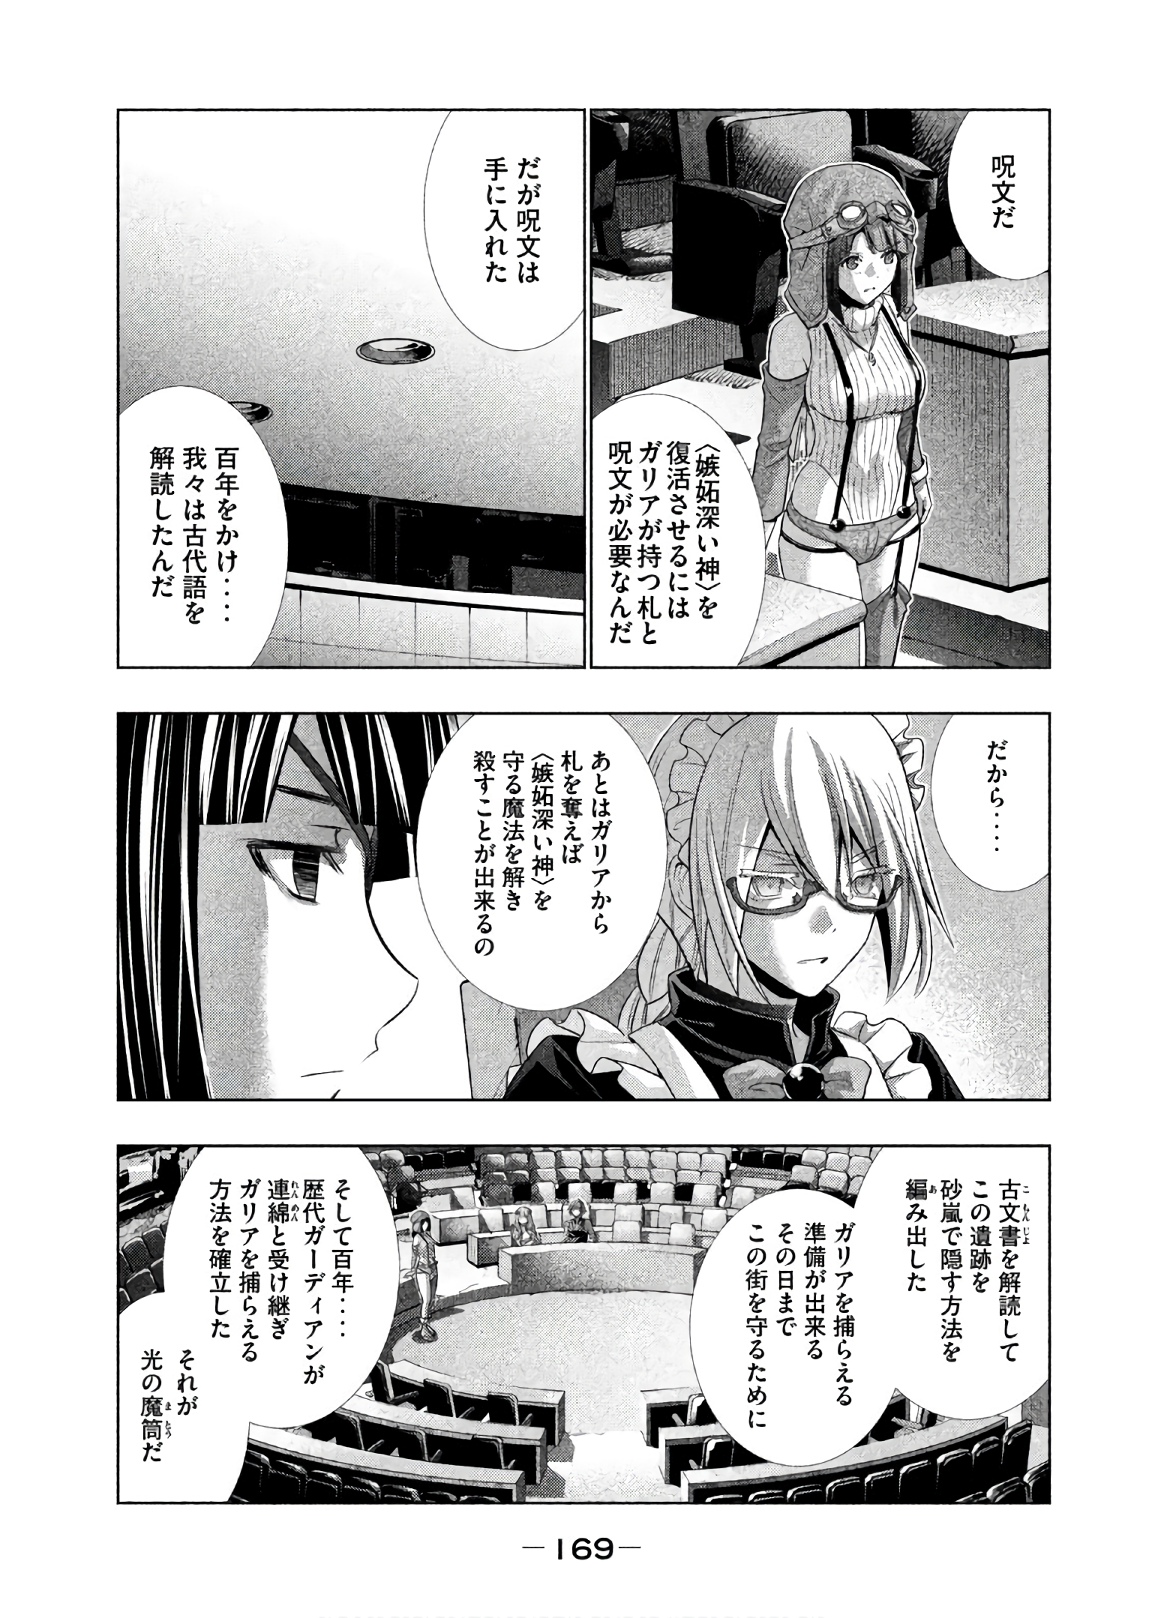 呪文だ
〈嫉妬深い神〉を
復活させるには
ガリアが持つ札と
呪文が必要なんだ
だが呪文は
手に入れた
百年をかけ‥‥
我々は古代語を
解読したんだ
だから‥‥
あとはガリアから
札を奪えば
〈嫉妬深い神〉を
守る魔法を解き
殺すことが出来るの
古文書を解読して
この遺跡を
砂嵐で隠す方法を
編み出した
ガリアを捕らえる
準備が出来る
その日まで
この街を守るために
そして百年‥‥
歴代ガーディアンが
連綿と受け継ぎ
ガリアを捕らえる
方法を確立した
それが
光の魔筒だ
—169—